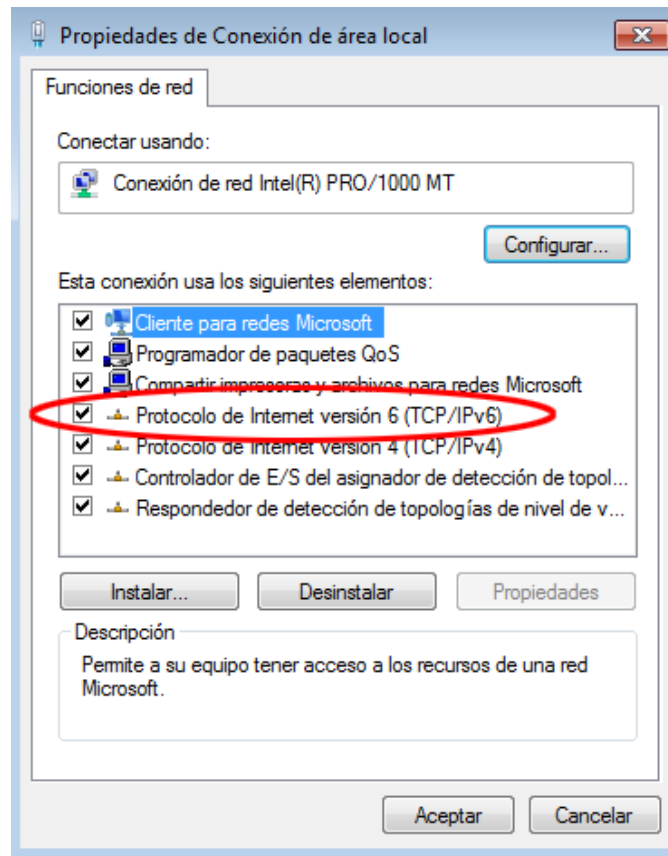 Propiedades de Conexión de área local
Funciones de red
Conectar usando:
Conexión de red Intel(R) PRO/1000 MT
Configurar...
Esta conexión usa los siguientes elementos:
Cliente para redes Microsoft
Programador de paquetes QoS
Compartir impresoras y archivos para redes Microsoft
Protocolo de Internet versión 6 (TCP/IPv6)
Protocolo de Internet versión 4 (TCP/IPv4)
Controlador de E/S del asignador de detección de topol...
Respondedor de detección de topologías de nivel de v...
Instalar...
Desinstalar
Propiedades
Descripción
Permite a su equipo tener acceso a los recursos de una red
Microsoft.
Aceptar
Cancelar